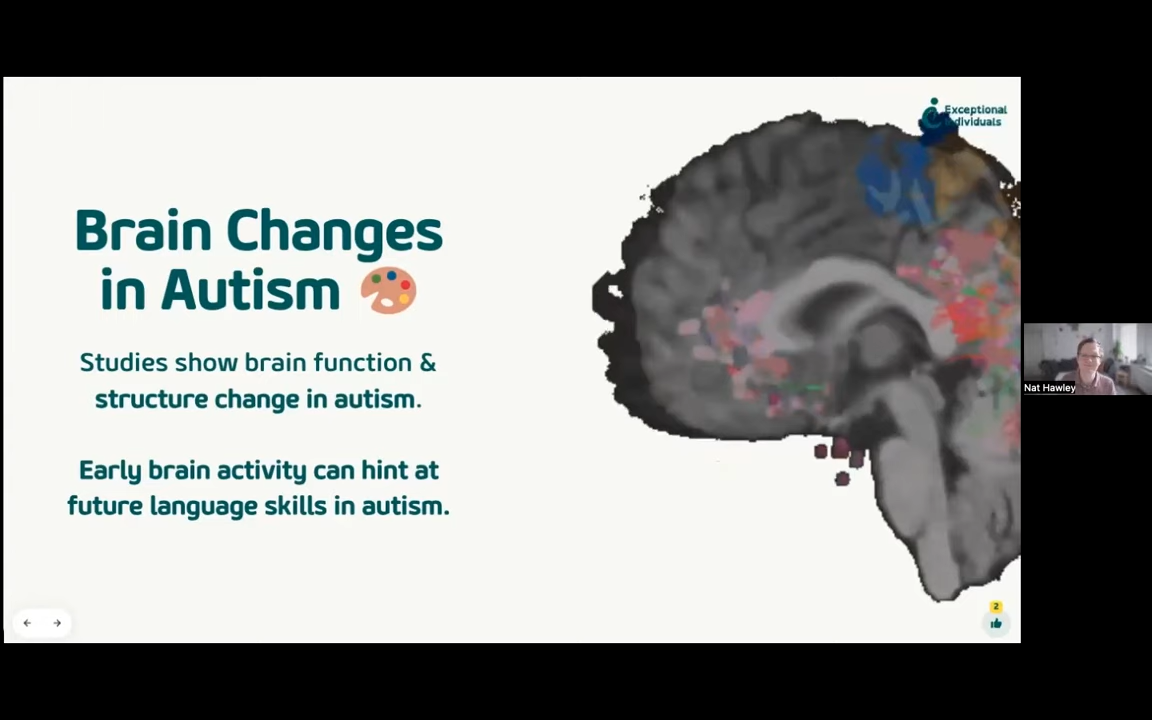 Exceptional
Individuals
Brain Changes
in Autism
Studies show brain function &
structure change in autism.
Early brain activity can hint at
future language skills in autism.
Nat Hawley
2